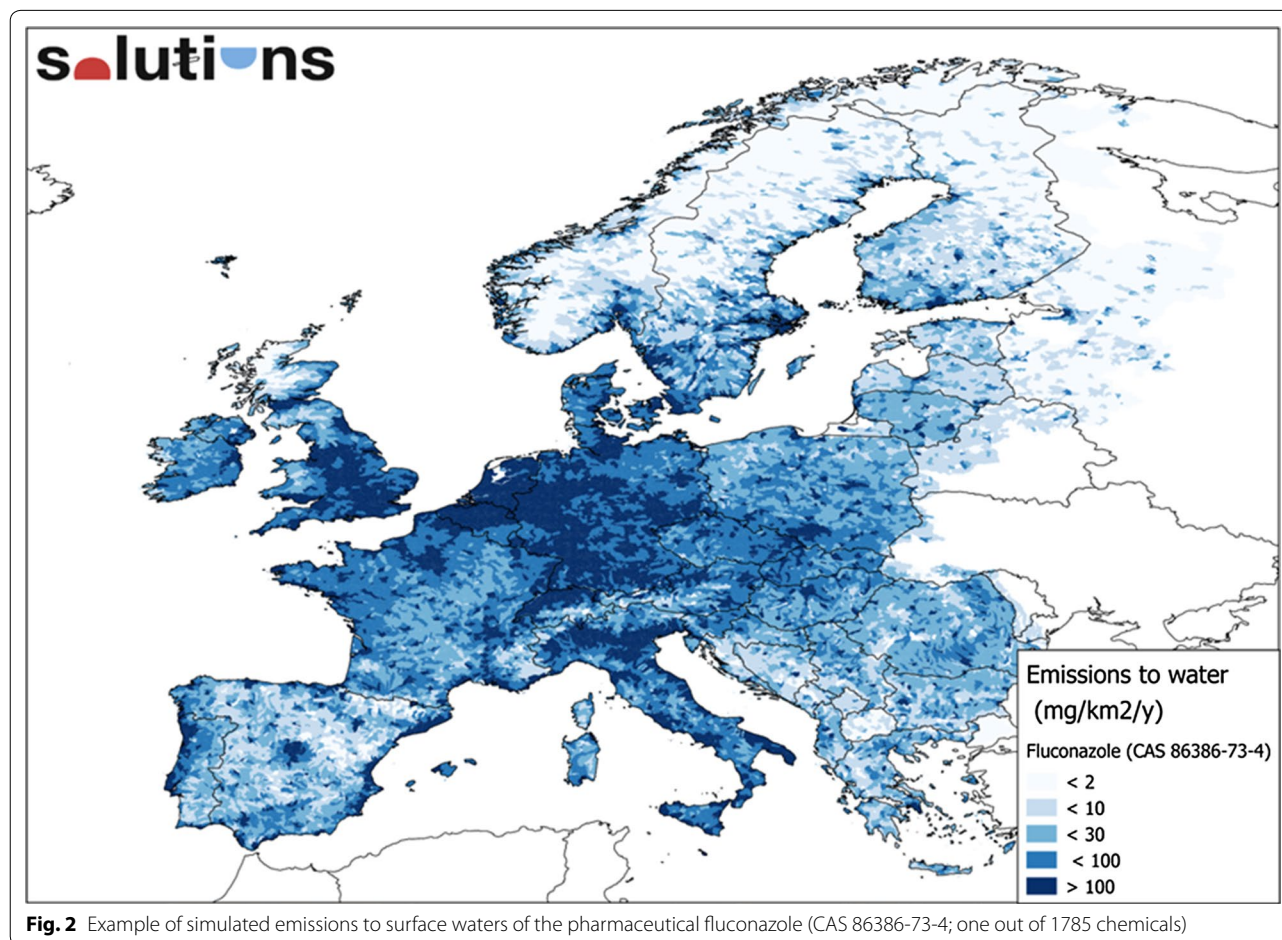 solutions
Emissions to water
(mg/km2/y)
Fluconazole (CAS 86386-73-4)
< 2
< 10
< 30
< 100
> 100
Fig. 2 Example of simulated emissions to surface waters of the pharmaceutical fluconazole (CAS 86386-73-4; one out of 1785 chemicals)